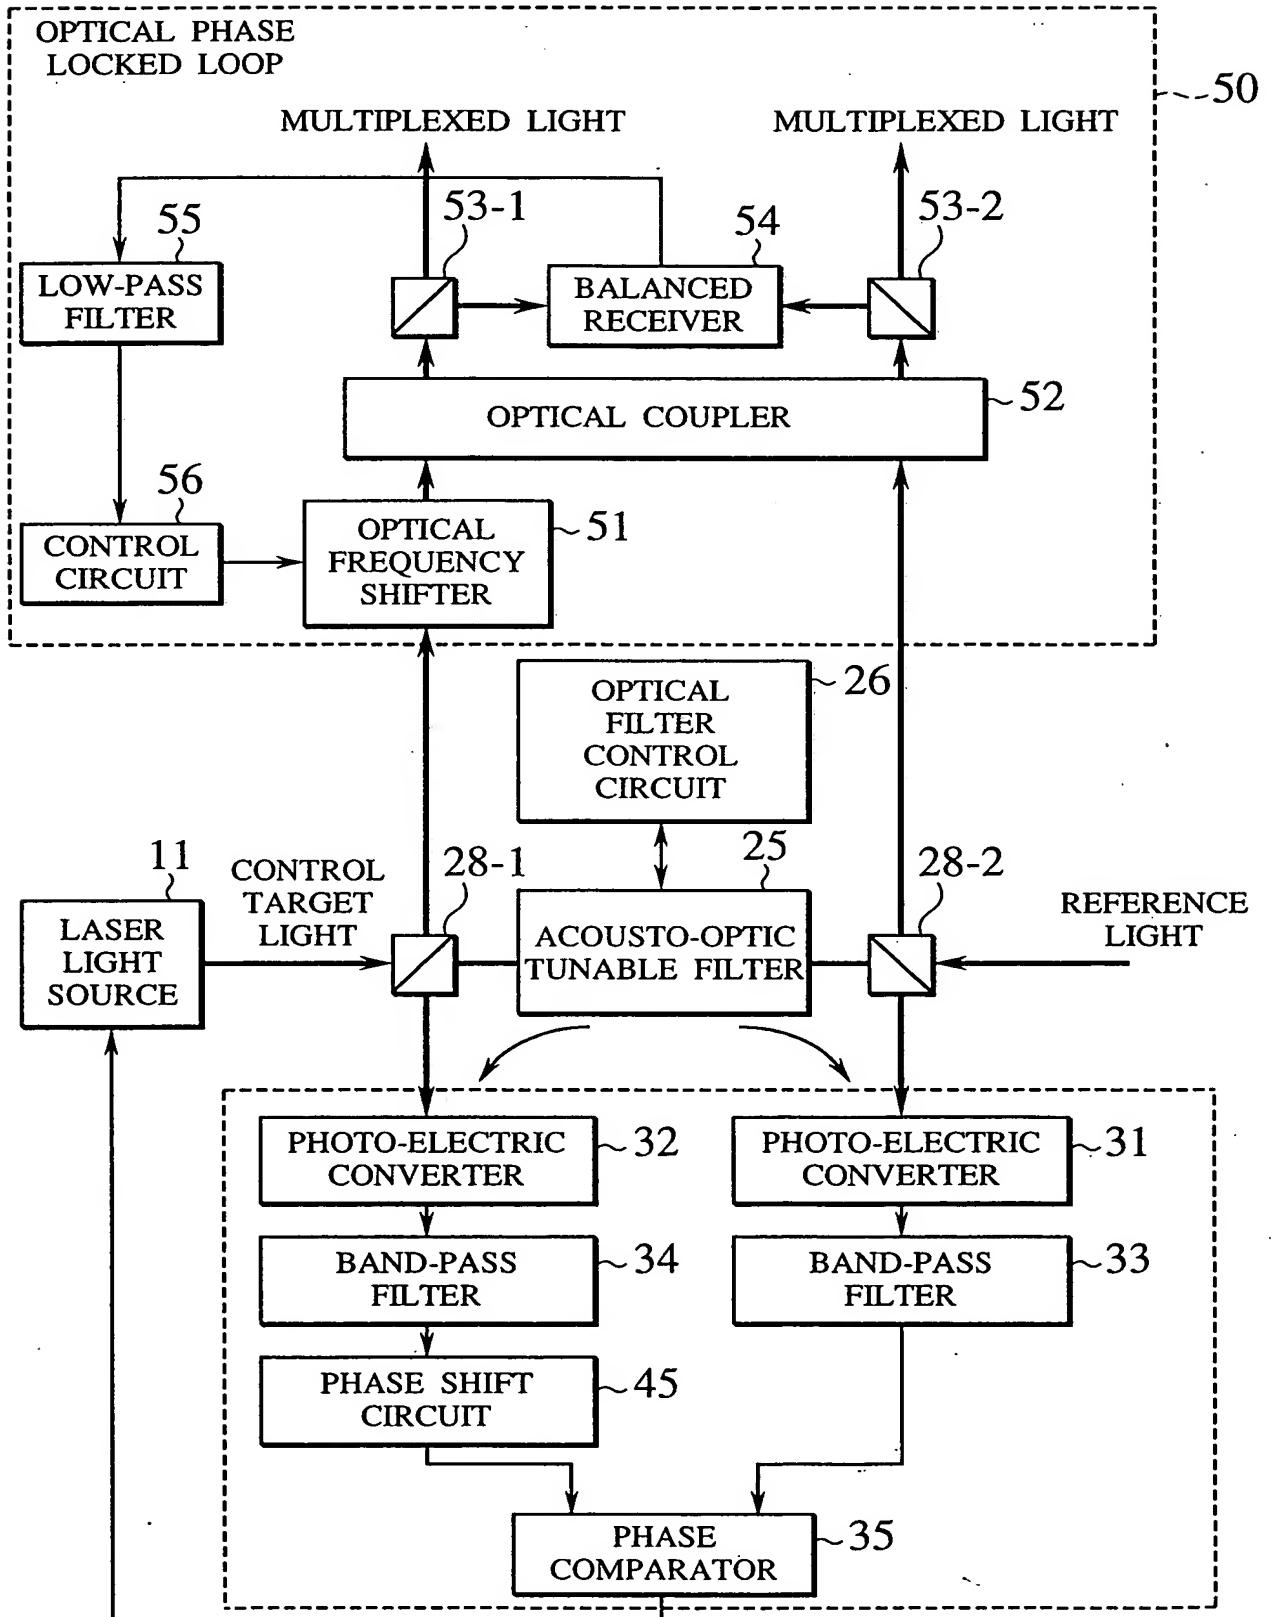 OPTICAL PHASE
LOCKED LOOP
50
MULTIPLEXED LIGHT
MULTIPLEXED LIGHT
53-1
53-2
55
54
LOW-PASS
FILTER
BALANCED
RECEIVER
OPTICAL COUPLER
52
56
CONTROL
CIRCUIT
OPTICAL
FREQUENCY
SHIFTER
51
OPTICAL
FILTER
CONTROL
CIRCUIT
26
11
CONTROL
TARGET
LIGHT
28-1
25
28-2
LASER
LIGHT
SOURCE
ACOUSTO-OPTIC
TUNABLE FILTER
REFERENCE
LIGHT
PHOTO-ELECTRIC
CONVERTER
32
PHOTO-ELECTRIC
CONVERTER
31
BAND-PASS
FILTER
34
BAND-PASS
FILTER
33
PHASE SHIFT
CIRCUIT
45
PHASE
COMPARATOR
35